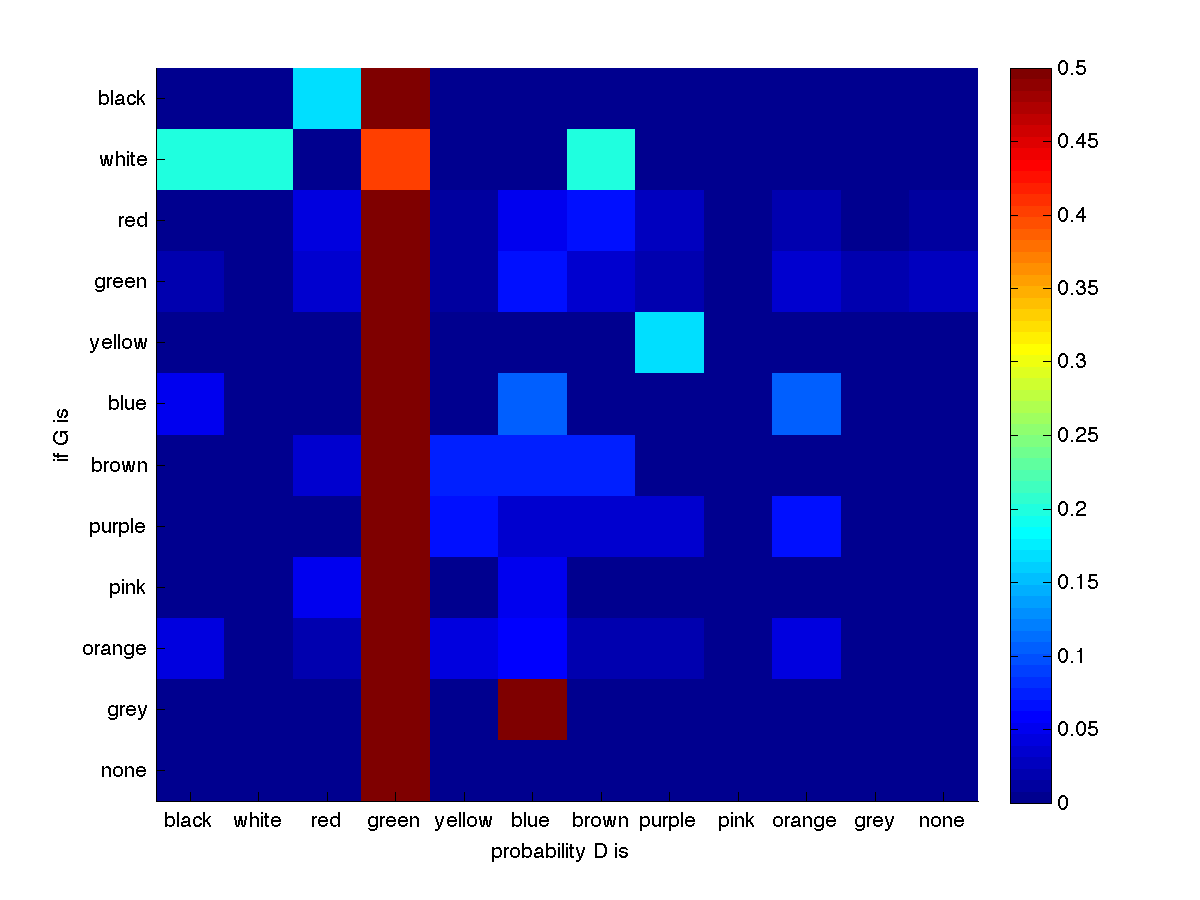 if G is
black
white
red
green
yellow
blue
brown
purple
pink
orange
grey
none
black white red green yellow blue brown purple pink orange grey none
probability D is
0.5
0.45
0.4
0.35
0.3
0.25
0.2
0.15
0.1
0.05
0